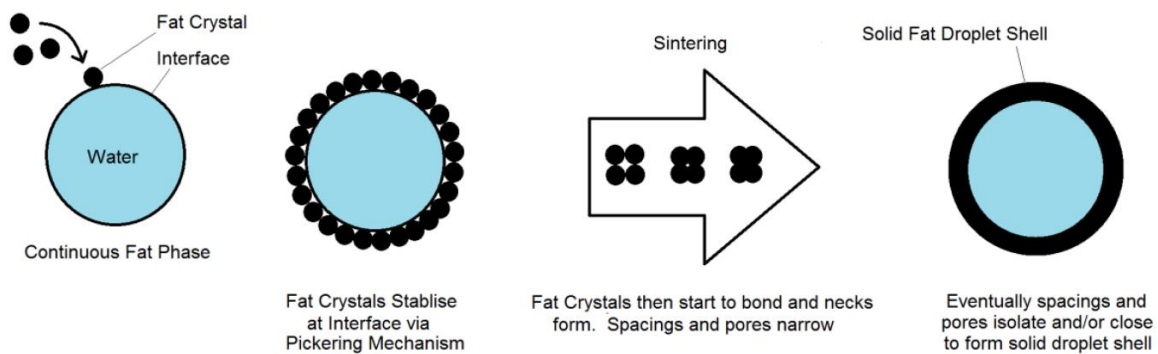 Fat Crystal
Interface
Water
Continuous Fat Phase
Fat Crystals Stablise
at Interface via
Pickering Mechanism
Sintering
Fat Crystals then start to bond and necks
form.  Spacings and pores narrow
Solid Fat Droplet Shell
Eventually spacings and
pores isolate and/or close
to form solid droplet shell